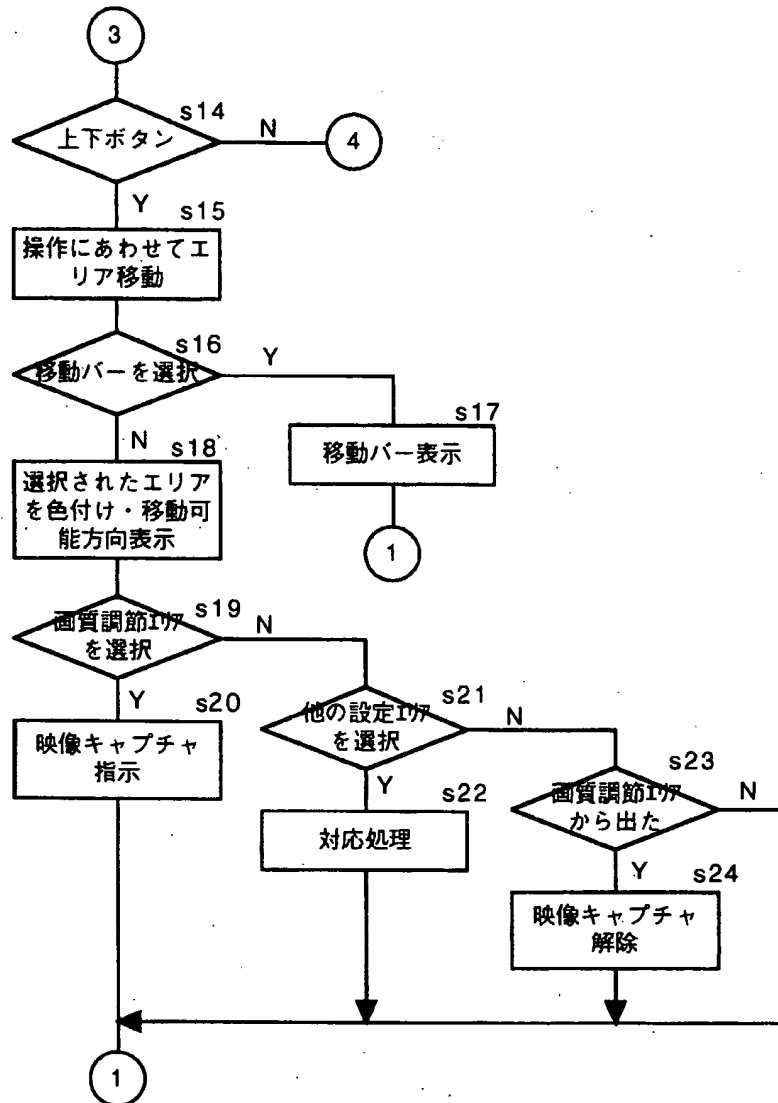 3
s14
上下ボタン
N
4
Y
s15
操作にあわせてエ
リア移動
s16
移動バーを選択
Y
s17
移動バー表示
1
N
s18
選択されたエリア
を色付け・移動可
能方向表示
s19
画質調節ｴﾘｱ
を選択
N
Y
s20
映像キャプチャ
指示
s21
他の設定ｴﾘｱ
を選択
N
Y
s22
対応処理
s23
画質調節ｴﾘｱ
から出た
N
Y
s24
映像キャプチャ
解除
1